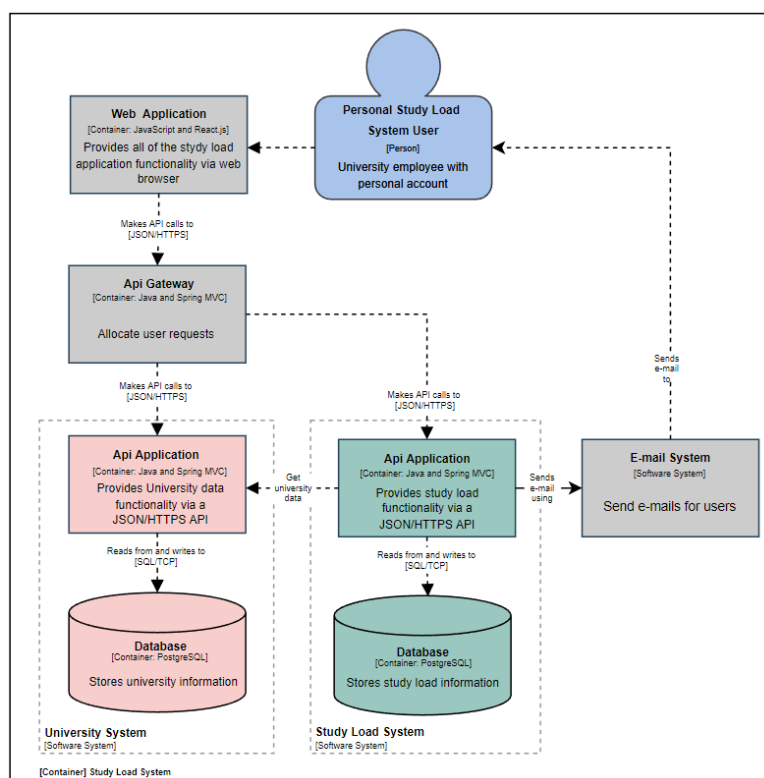 Personal Study Load
System User
[Person]
University employee with
personal account
Web Application
[Container: JavaScript and React.js]
Provides all of the stydy load
application functionality via web
browser
Makes API calls to
[JSON/HTTPS]
Api Gateway
[Container: Java and Spring MVC]
Allocate user requests
Makes API calls to
[JSON/HTTPS]
Makes API calls to
[JSON/HTTPS]
Sends
e-mail
to
Api Application
[Container: Java and Spring MVC]
Provides University data
functionality via a
JSON/HTTPS API
Get
university
data
Api Application
[Container: Java and Spring MVC]
Provides study load
functionality via a
JSON/HTTPS API
Sends
e-mail
using
E-mail System
[Software System]
Send e-mails for users
Reads from and writes to
[SQL/TCP]
Reads from and writes to
[SQL/TCP]
Database
[Container: PostgreSQL]
Stores university information
Database
[Container: PostgreSQL]
Stores study load information
University System
[Software System]
Study Load System
[Software System]
[Container] Study Load System